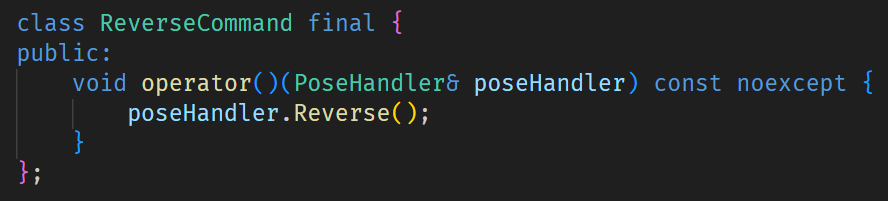 class ReverseCommand final {
public:
    void operator()(PoseHandler& poseHandler) const noexcept {
        poseHandler.Reverse();
    }
};